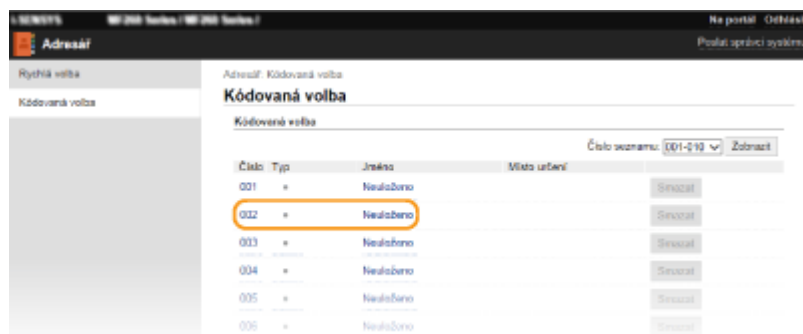 Na portál Odhlási
Adresář
Poslat správci systém
Rychlá volba
Kódovaná volba
Adresář: Kódovaná volba
Kódovaná volba
Kódovaná volba
Číslo seznamu: 001-010 Zobrazit
Číslo Typ Jméno Místo určení
001 × Neuloženo Smazat
002 × Neuloženo Smazat
003 × Neuloženo Smazat
004 × Neuloženo Smazat
005 × Neuloženo Smazat
006 × Neuloženo Smazat